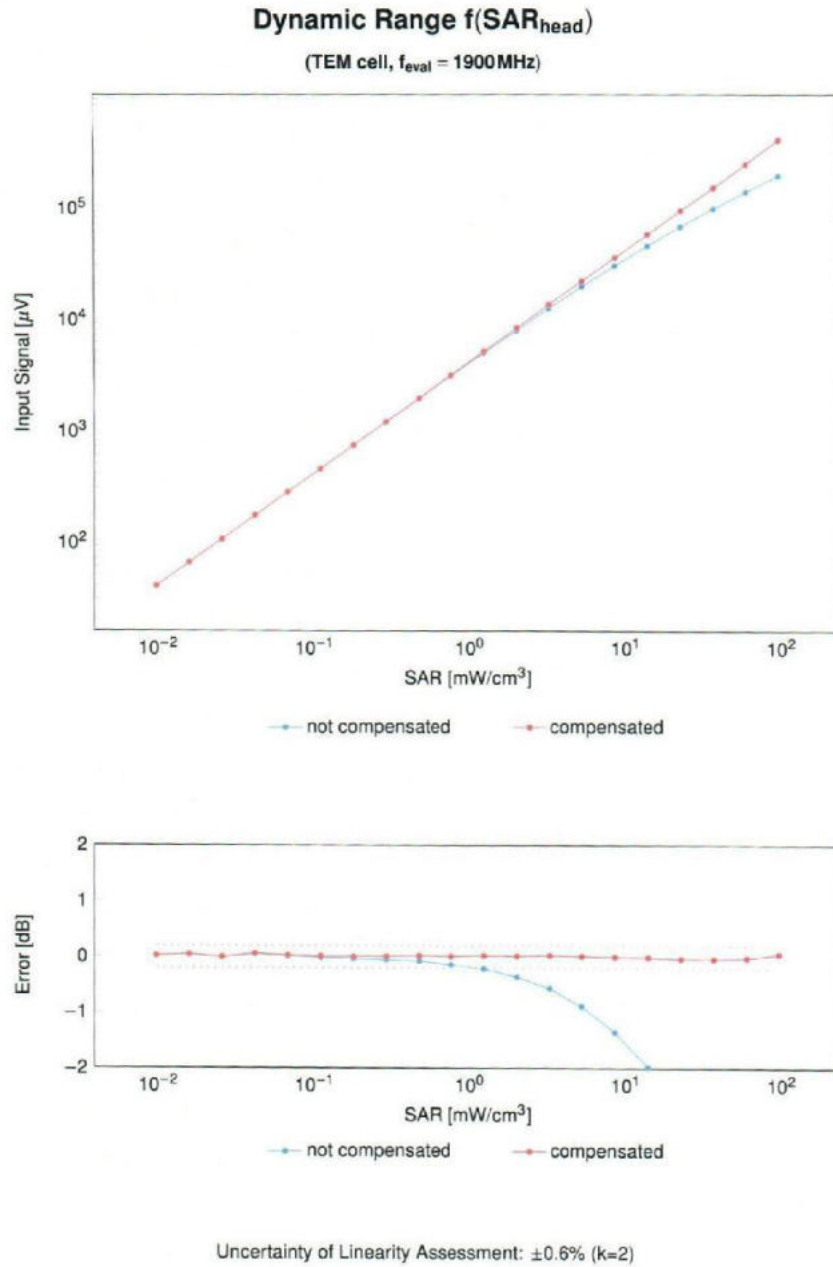 Dynamic Range f(SAR_head)
(TEM cell, f_eval = 1900 MHz)
10⁵
10⁴
10³
10²
Input Signal [µV]
10⁻² 10⁻¹ 10⁰ 10¹ 10²
SAR [mW/cm³]
not compensated compensated
2
1
0
-1
-2
Error [dB]
10⁻² 10⁻¹ 10⁰ 10¹ 10²
SAR [mW/cm³]
not compensated compensated
Uncertainty of Linearity Assessment: ±0.6% (k=2)